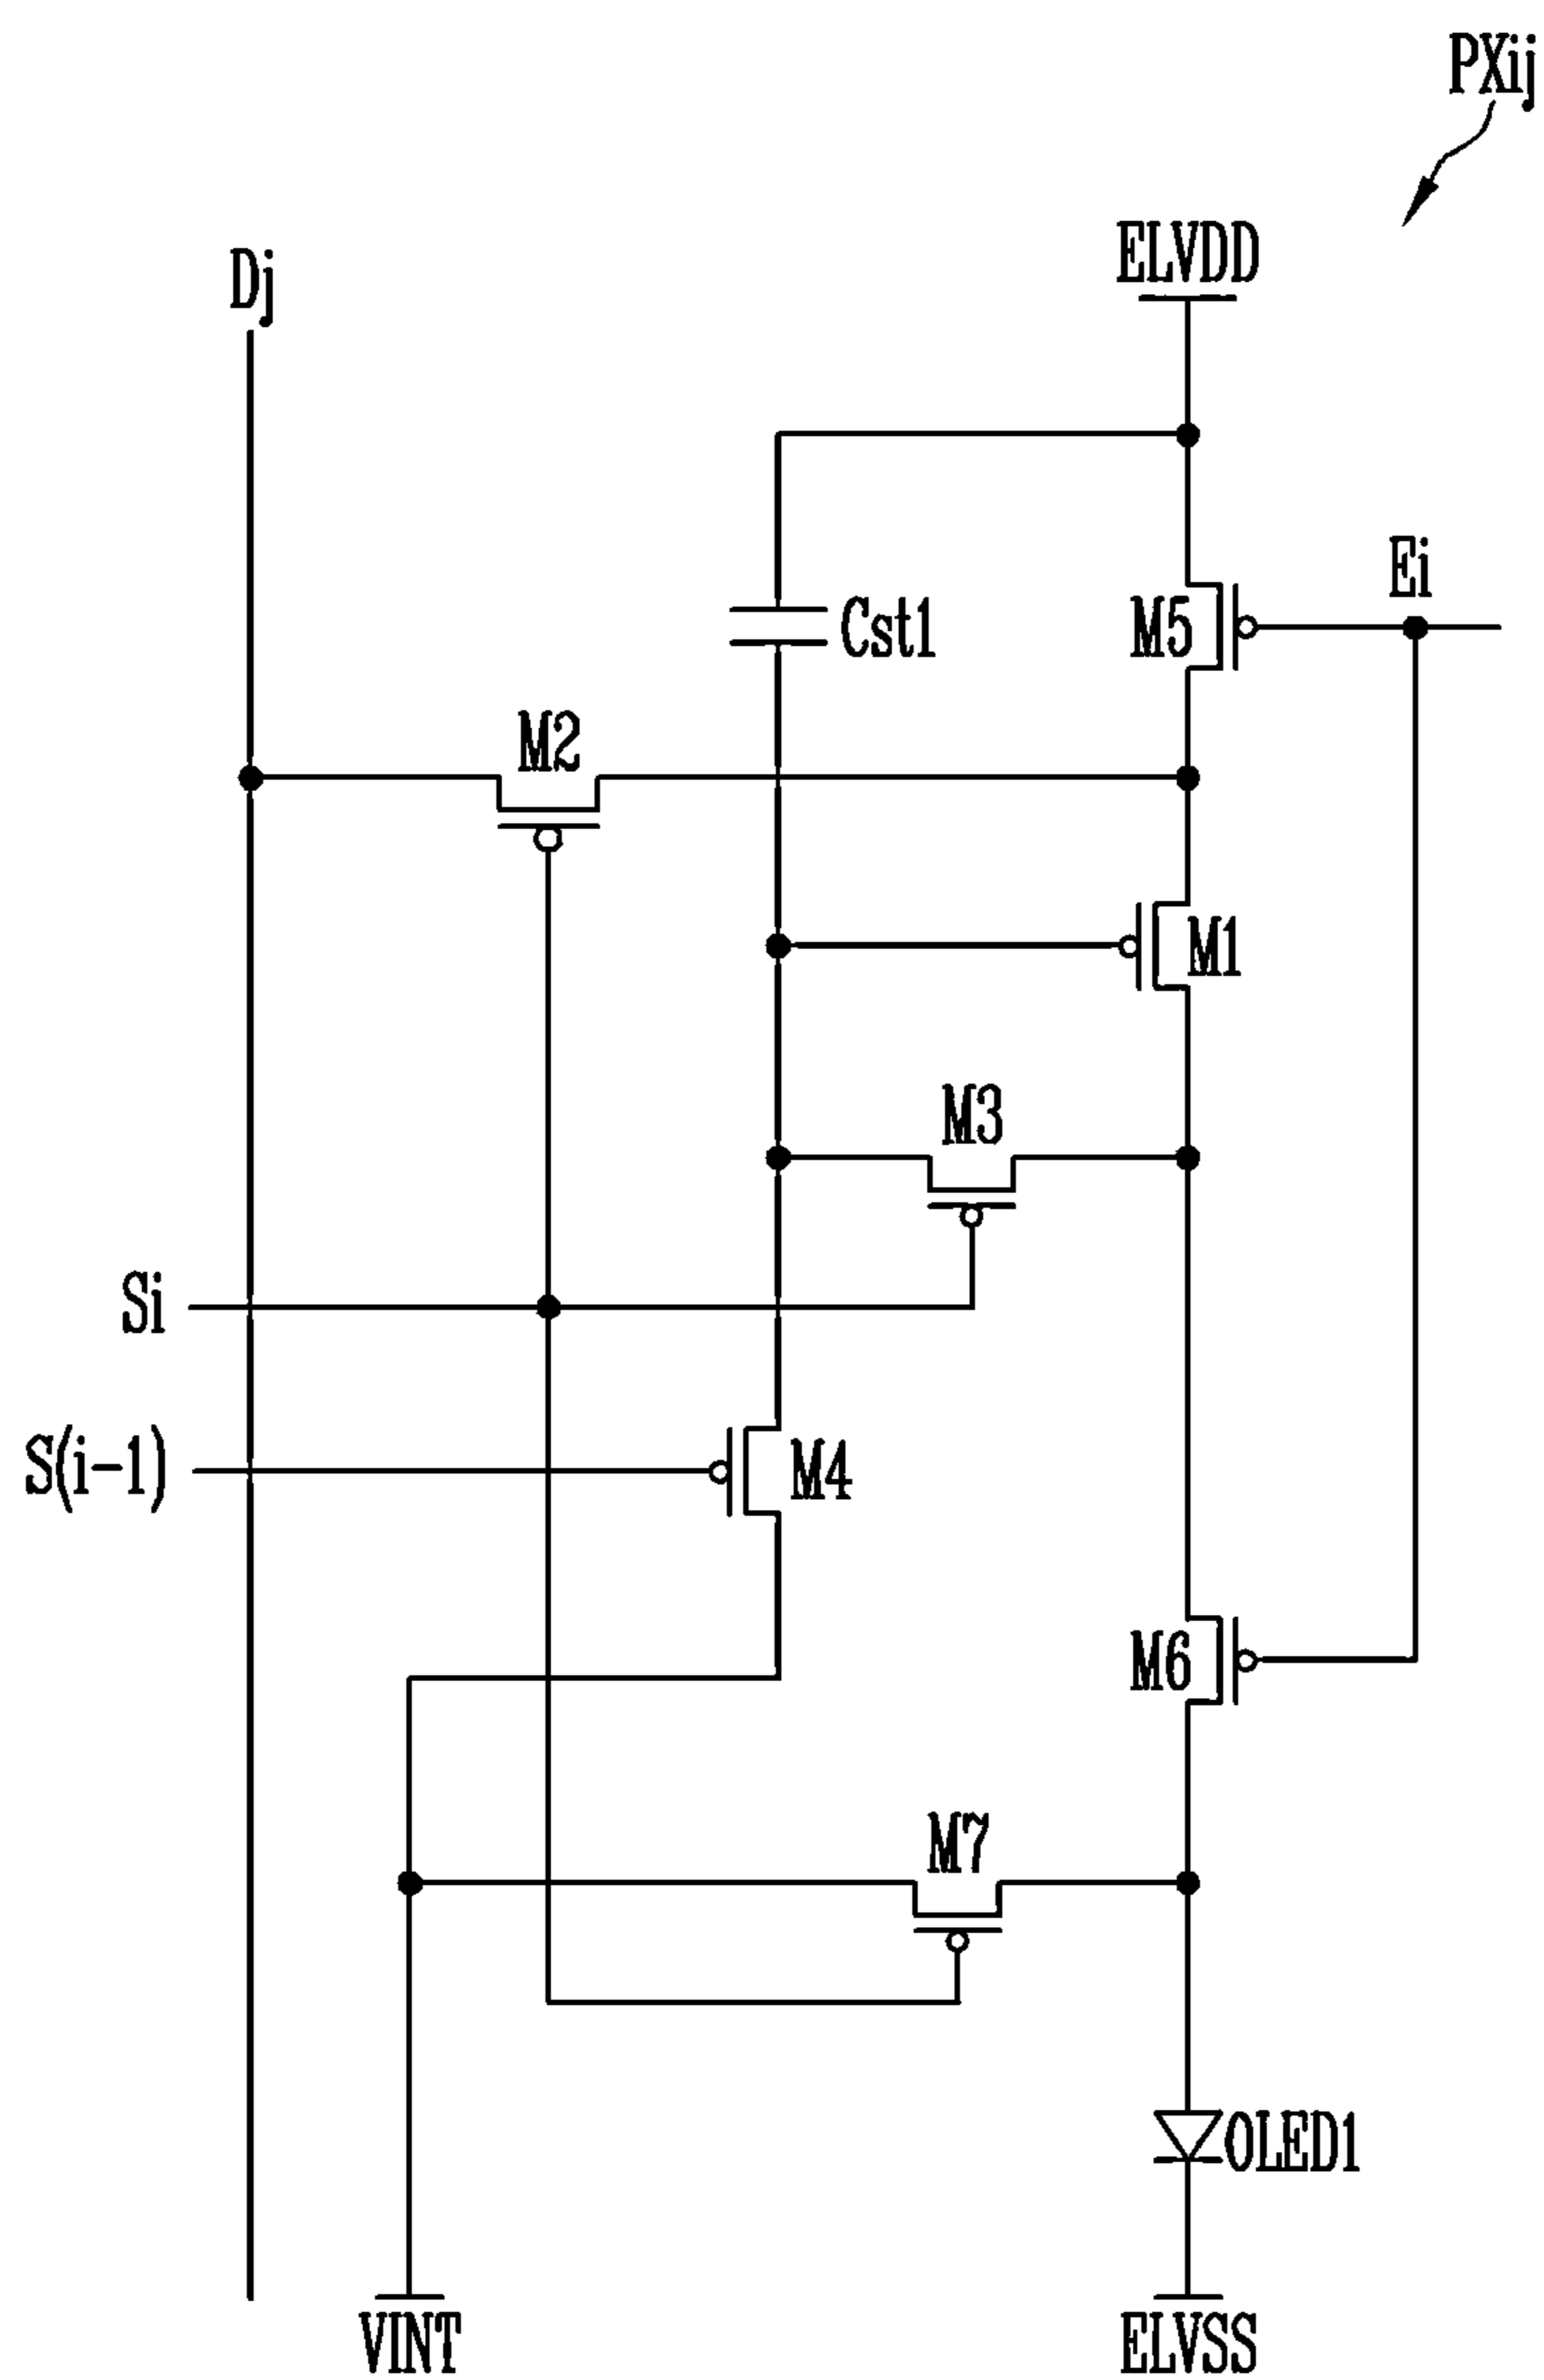 PXij
ELVDD
Dj
Ei
Cst1
M5
M2
M1
M3
Si
S(i-1)
M4
M6
M7
OLED1
VINT
ELVSS